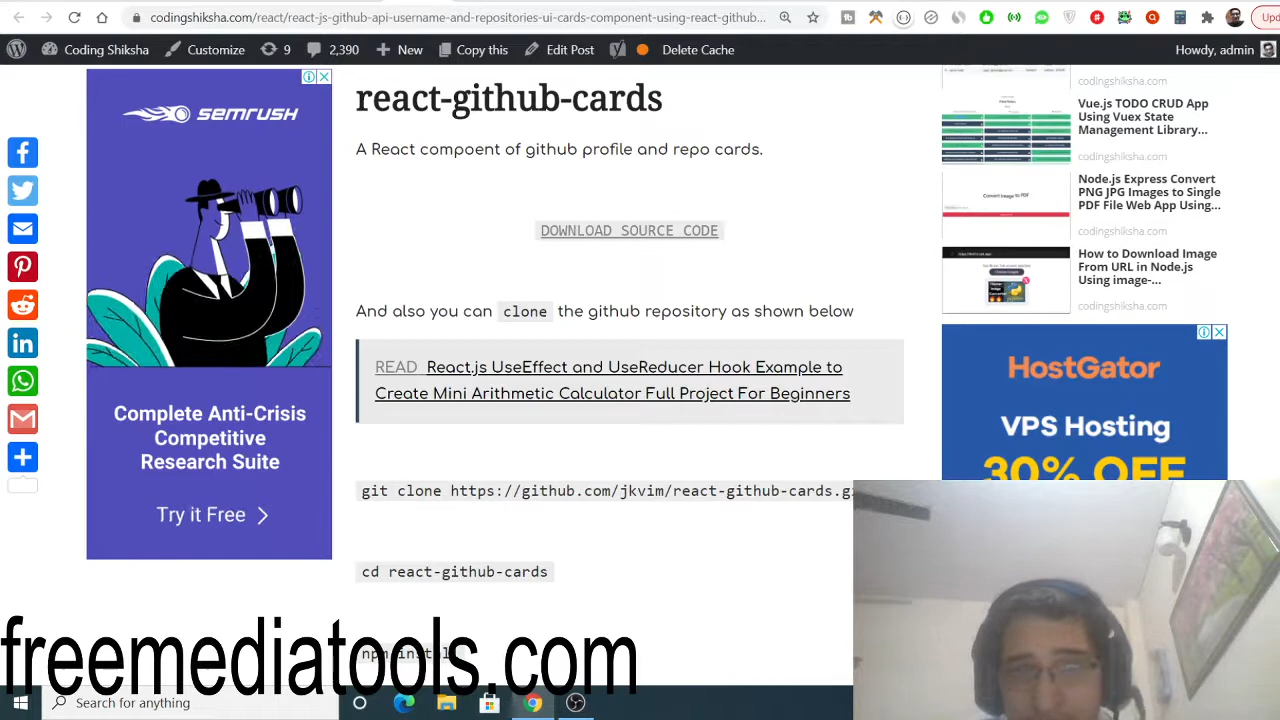 codingshiksha.com/react/react-js-github-api-username-and-repositories-ui-cards-component-using-react-github...
Coding Shiksha
Customize
9
2,390
New
Copy this
Edit Post
Delete Cache
Howdy, admin
SEMRUSH
Complete Anti-Crisis
Competitive
Research Suite
Try it Free
react-github-cards
React compoent of github profile and repo cards.
DOWNLOAD SOURCE CODE
And also you can clone the github repository as shown below
READ React.js UseEffect and UseReducer Hook Example to
Create Mini Arithmetic Calculator Full Project For Beginners
git clone https://github.com/jkvim/react-github-cards.g
cd react-github-cards
npm install
codingshiksha.com
Vue.js TODO CRUD App
Using Vuex State
Management Library...
codingshiksha.com
Node.js Express Convert
PNG JPG Images to Single
PDF File Web App Using...
codingshiksha.com
How to Download Image
From URL in Node.js
Using image-...
codingshiksha.com
Convert Image to PDF
HostGator
VPS Hosting
30% OFF
freemediatools.com
Search for anything